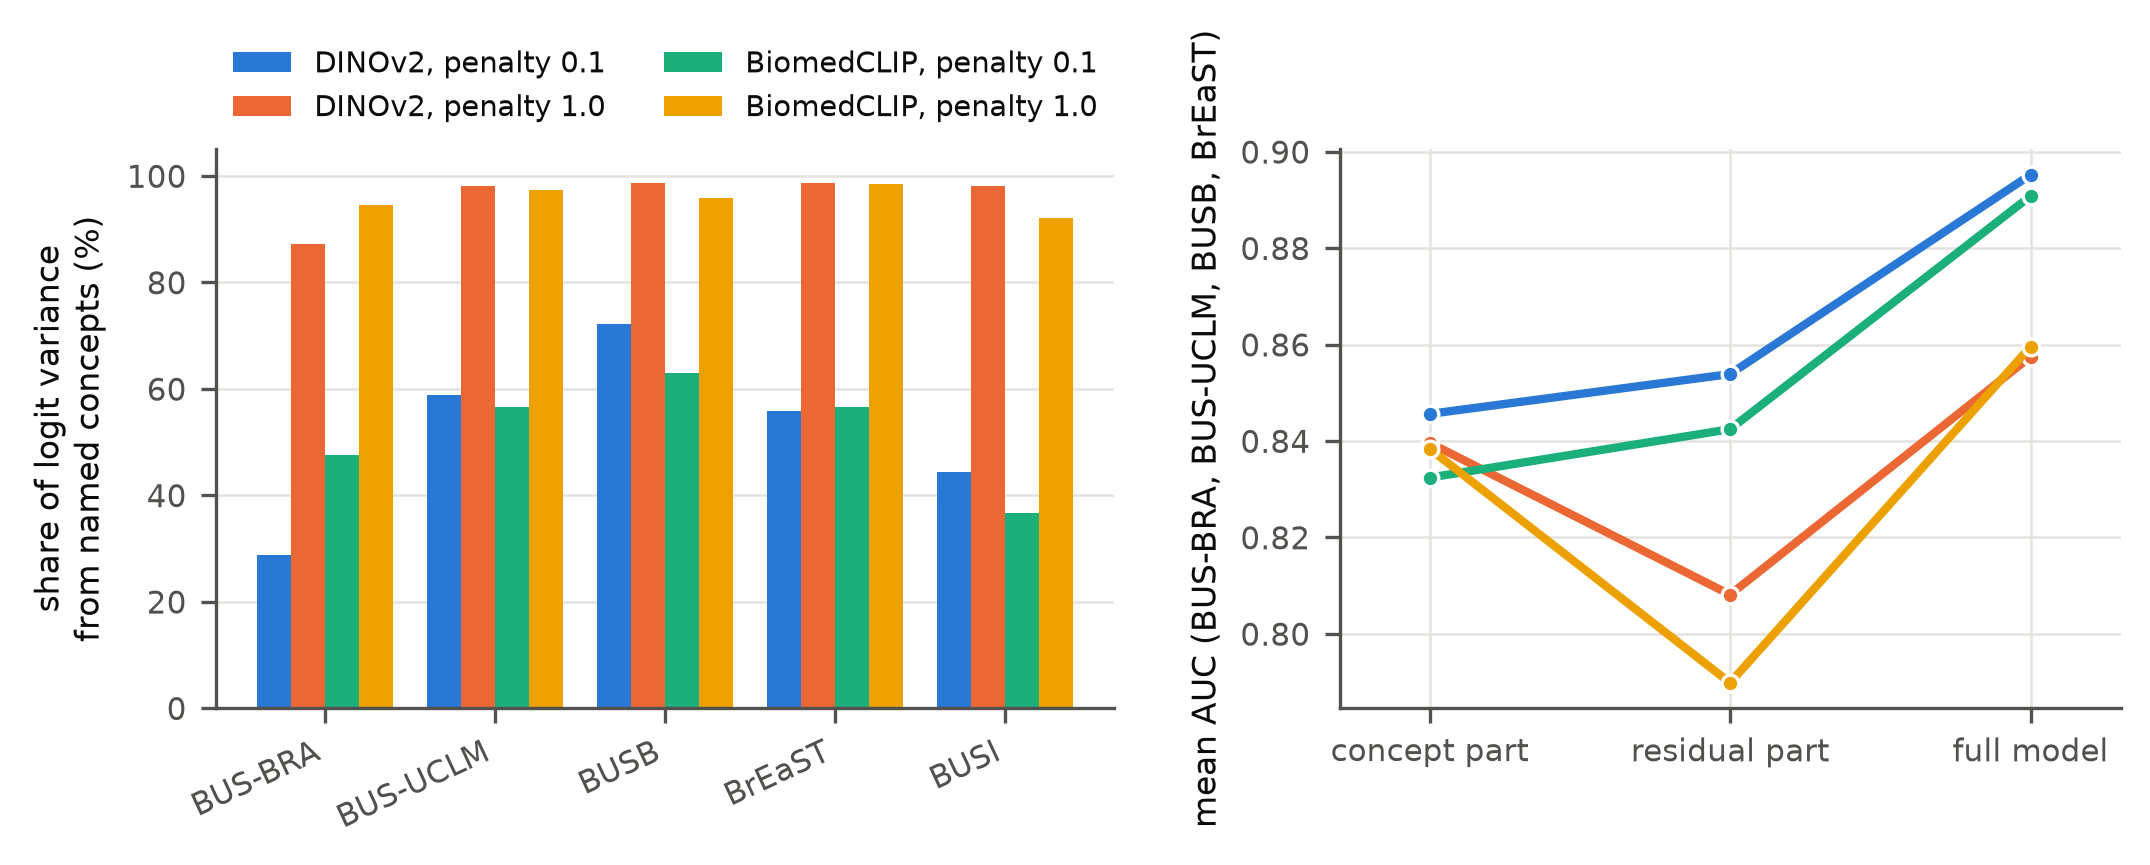 DINOv2, penalty 0.1
DINOv2, penalty 1.0
BiomedCLIP, penalty 0.1
BiomedCLIP, penalty 1.0
share of logit variance
from named concepts (%)
100
80
60
40
20
0
BUS-BRA
BUS-UCLM
BUSB
BrEaST
BUSI
mean AUC (BUS-BRA, BUS-UCLM, BUSB, BrEaST)
0.90
0.88
0.86
0.84
0.82
0.80
concept part
residual part
full model